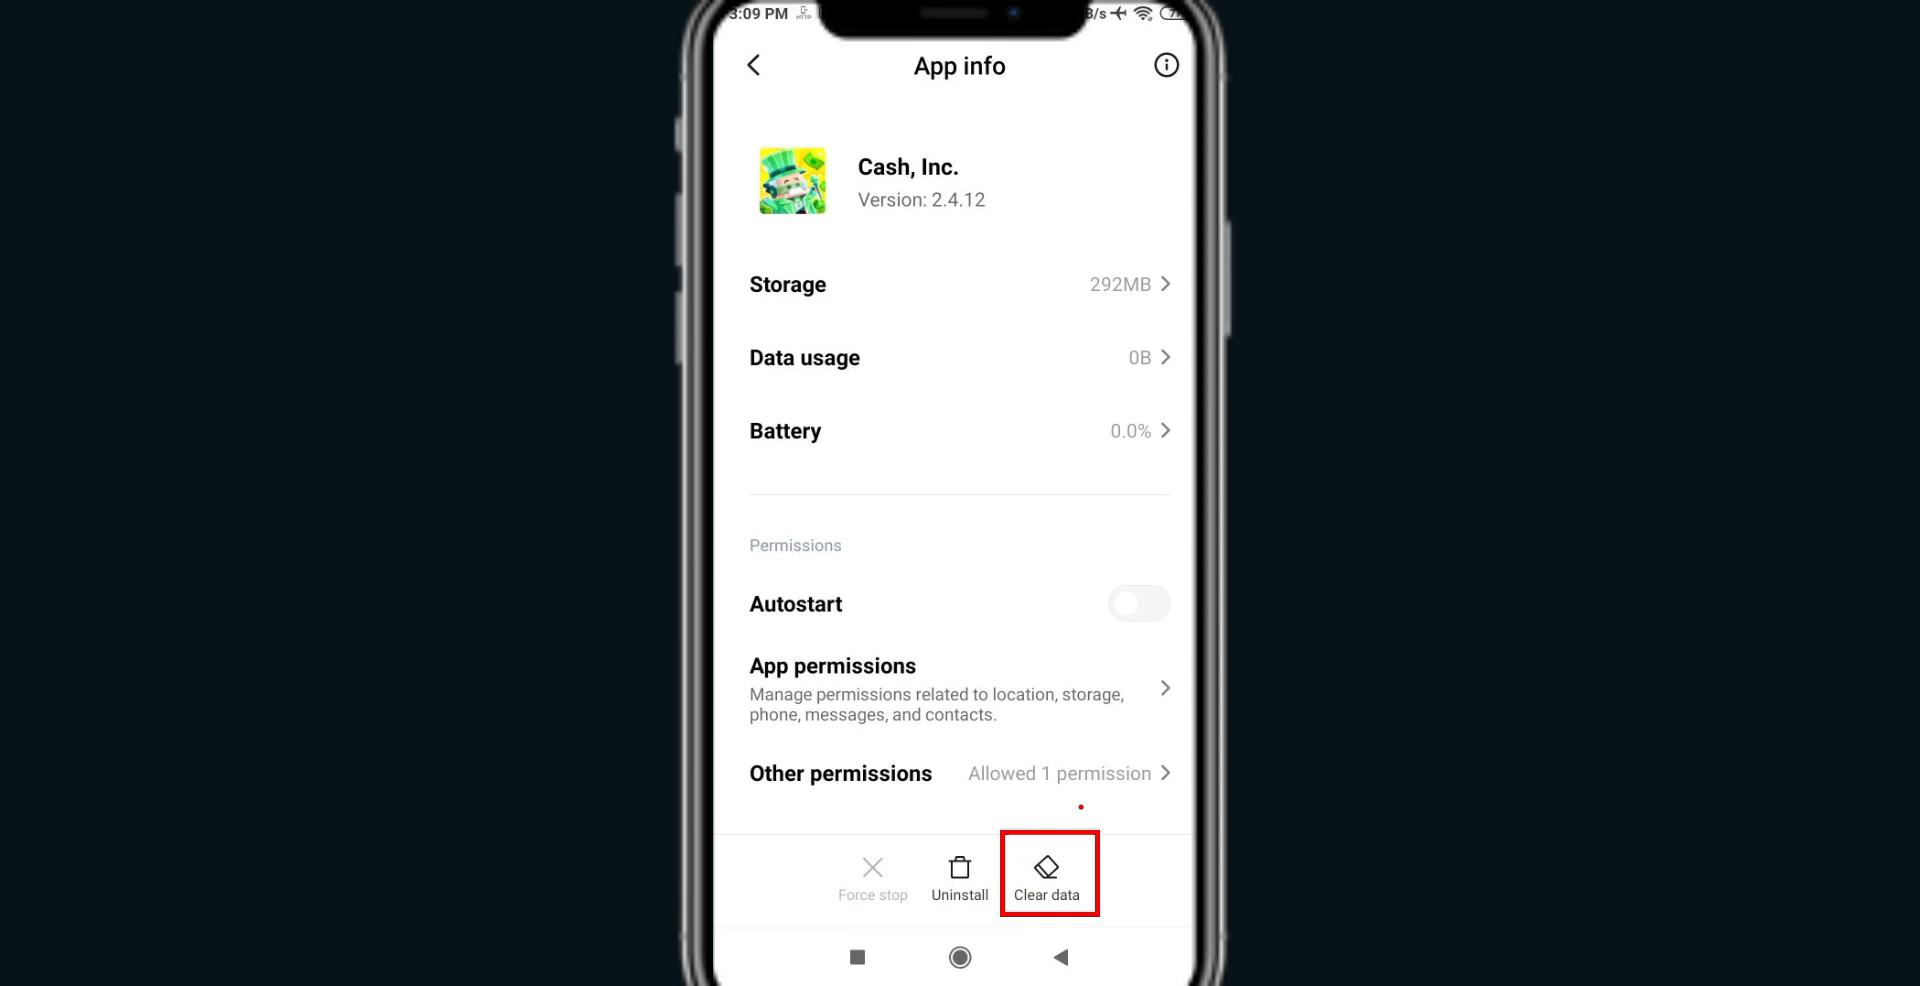 3:09 PM
B/s
App info
Cash, Inc.
Version: 2.4.12
Storage 292MB
Data usage 0B
Battery 0.0%
Permissions
Autostart
App permissions
Manage permissions related to location, storage,
phone, messages, and contacts.
Other permissions Allowed 1 permission
Force stop Uninstall Clear data